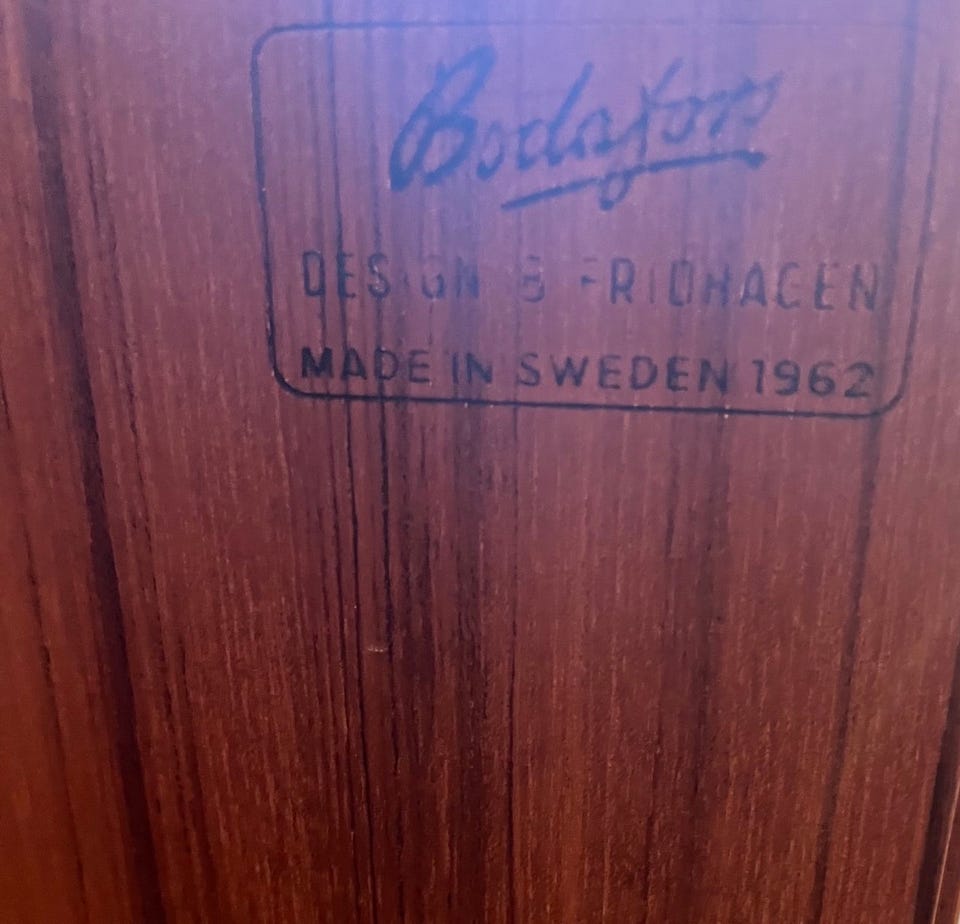 Bodafors
DESIGN B FRIDHAGEN
MADE IN SWEDEN 1962